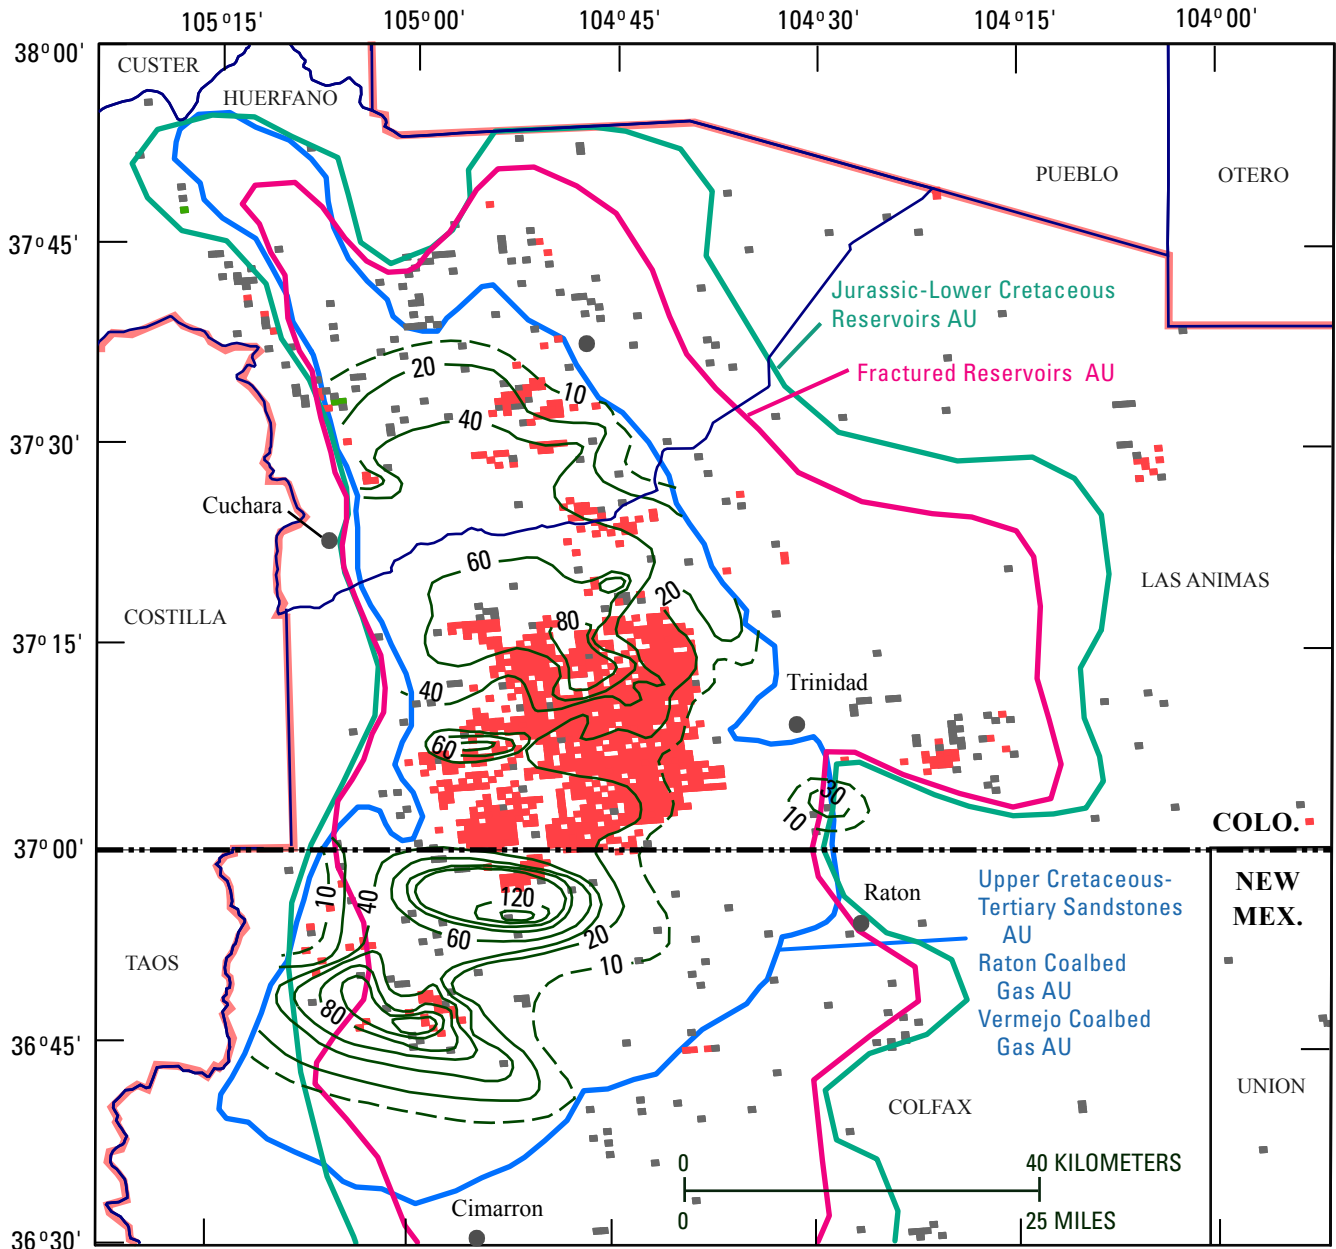 105°15' 105°00' 104°45' 104°30' 104°15' 104°00'
38°00'
CUSTER
HUERFANO
PUEBLO
OTERO
37°45'
Jurassic-Lower Cretaceous
Reservoirs AU
Fractured Reservoirs AU
20
10
40
37°30'
Cuchara
60
20
LAS ANIMAS
COSTILLA
80
37°15'
Trinidad
40
60
30
10
COLO.
37°00'
NEW
MEX.
Upper Cretaceous-
Tertiary Sandstones
AU
Raton Coalbed
Gas AU
Vermejo Coalbed
Gas AU
Raton
10
40
120
60
20
10
TAOS
80
36°45'
UNION
COLFAX
0 40 KILOMETERS
0 25 MILES
Cimarron
36°30'